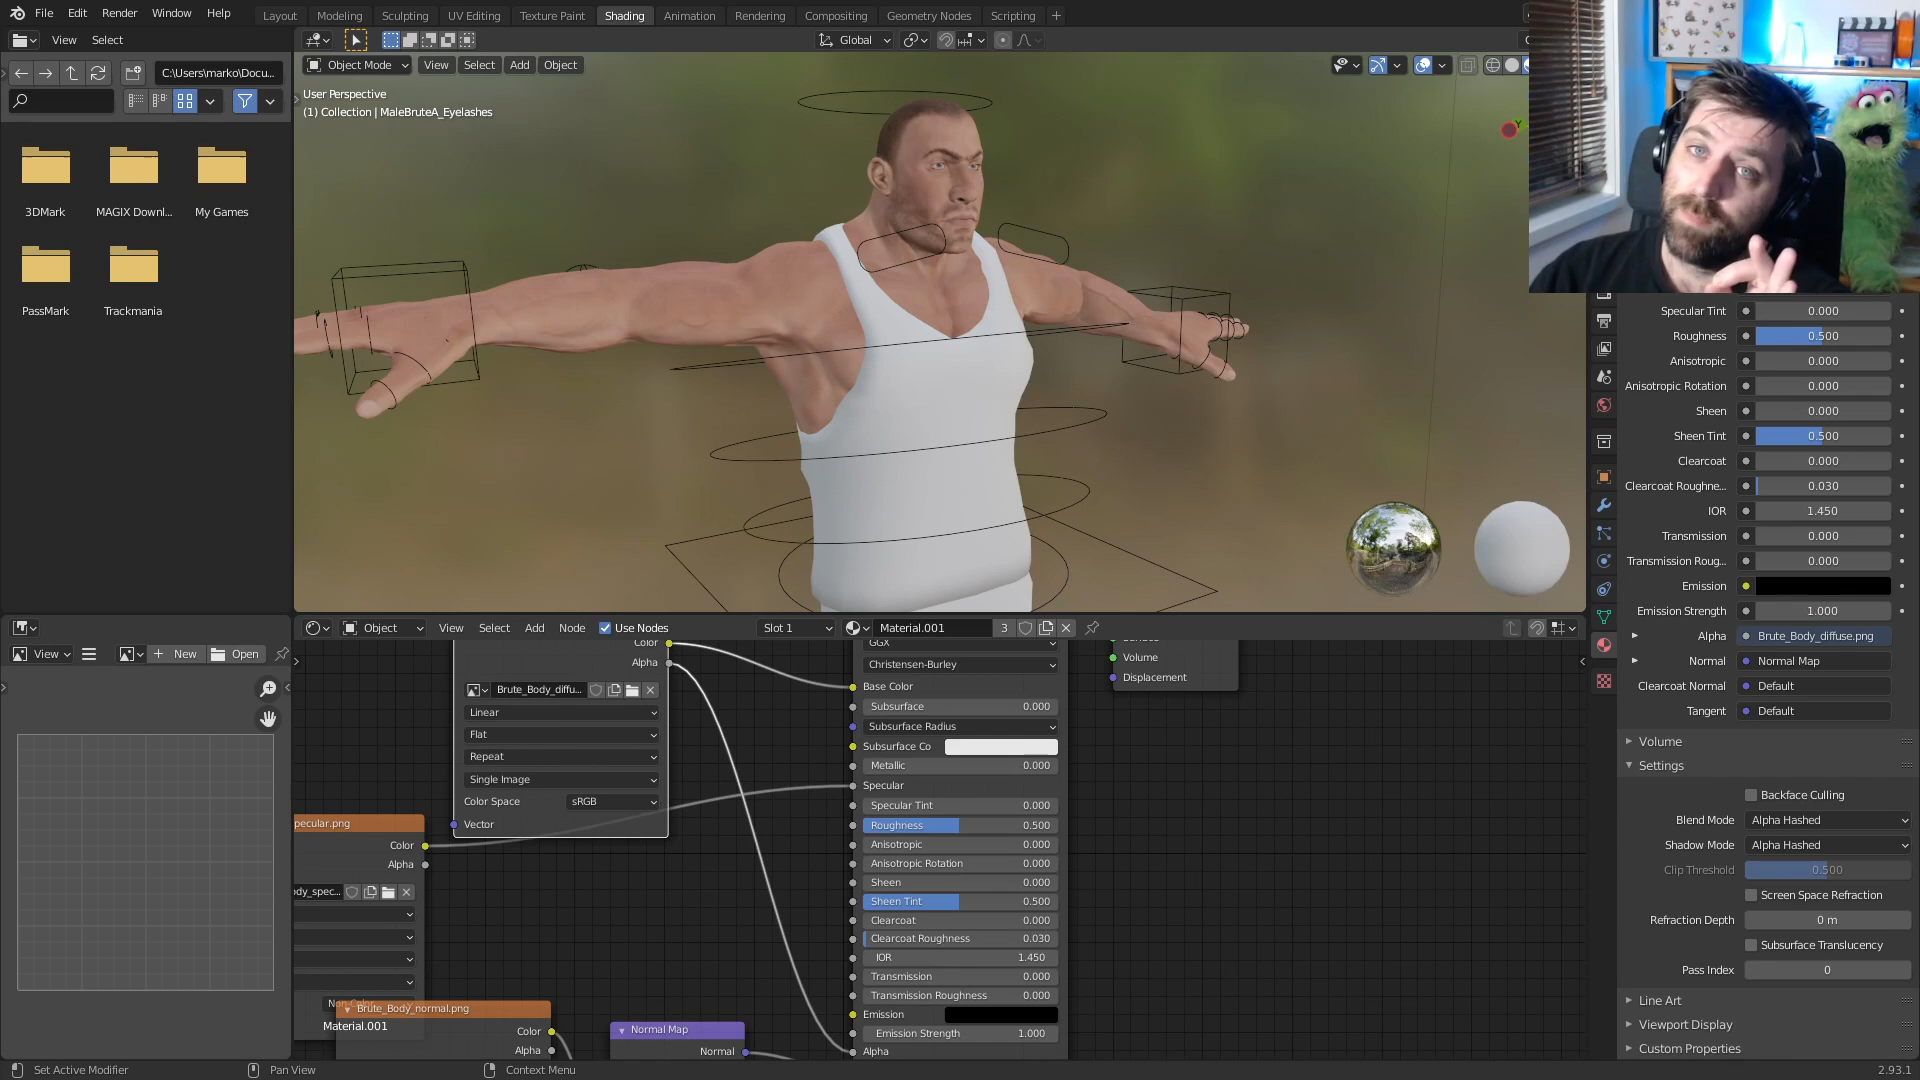 File Edit Render Window Help Layout Modeling Sculpting UV Editing Texture Paint Shading Animation Rendering Compositing Geometry Nodes Scripting
View Select Global
C:\Users\marko\Docu...
Object Mode View Select Add Object
User Perspective
(1) Collection | MaleBruteA_Eyelashes
3DMark MAGIX Downl... My Games
PassMark Trackmania
Y
Specular Tint 0.000
Roughness 0.500
Anisotropic 0.000
Anisotropic Rotation 0.000
Sheen 0.000
Sheen Tint 0.500
Clearcoat 0.000
Clearcoat Roughne... 0.030
IOR 1.450
Transmission 0.000
Transmission Roug... 0.000
Emission
Emission Strength 1.000
Alpha Brute_Body_diffuse.png
Normal Normal Map
Clearcoat Normal Default
Tangent Default
Volume
Settings
Backface Culling
Blend Mode Alpha Hashed
Shadow Mode Alpha Hashed
Clip Threshold 0.500
Screen Space Refraction
Refraction Depth 0 m
Subsurface Translucency
Pass Index 0
Line Art
Viewport Display
Custom Properties
Object View Select Add Node Use Nodes Slot 1 Material.001 3
View New Open
Color
Alpha
Brute_Body_diffu...
Linear
Flat
Repeat
Single Image
Color Space sRGB
Vector
pecular.png
Color
Alpha
ody_spec...
Brute_Body_normal.png
Material.001
Color
Alpha
Normal Map
Normal
GGX
Christensen-Burley
Base Color
Subsurface 0.000
Subsurface Radius
Subsurface Co
Metallic 0.000
Specular
Specular Tint 0.000
Roughness 0.500
Anisotropic 0.000
Anisotropic Rotation 0.000
Sheen 0.000
Sheen Tint 0.500
Clearcoat 0.000
Clearcoat Roughness 0.030
IOR 1.450
Transmission 0.000
Transmission Roughness 0.000
Emission
Emission Strength 1.000
Alpha
Volume
Displacement
Set Active Modifier Pan View Context Menu 2.93.1